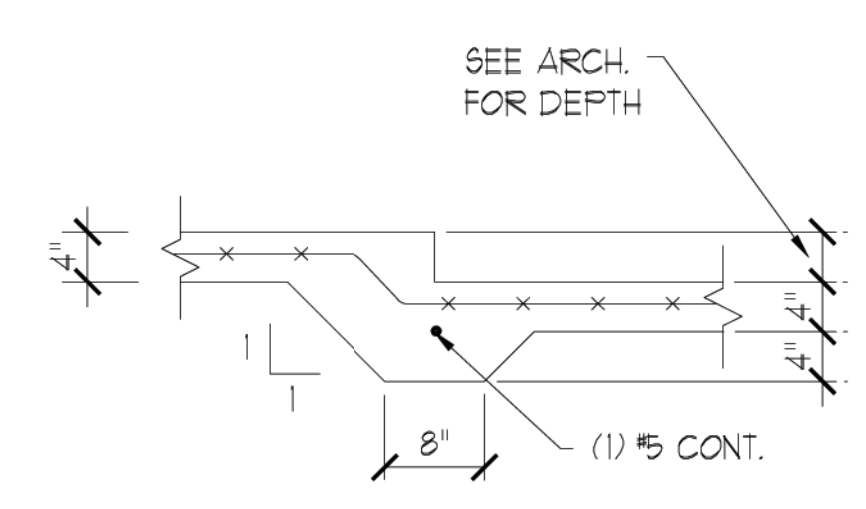 SEE ARCH.
FOR DEPTH
4"
4"
4"
1
1
8"
(1) #5 CONT.